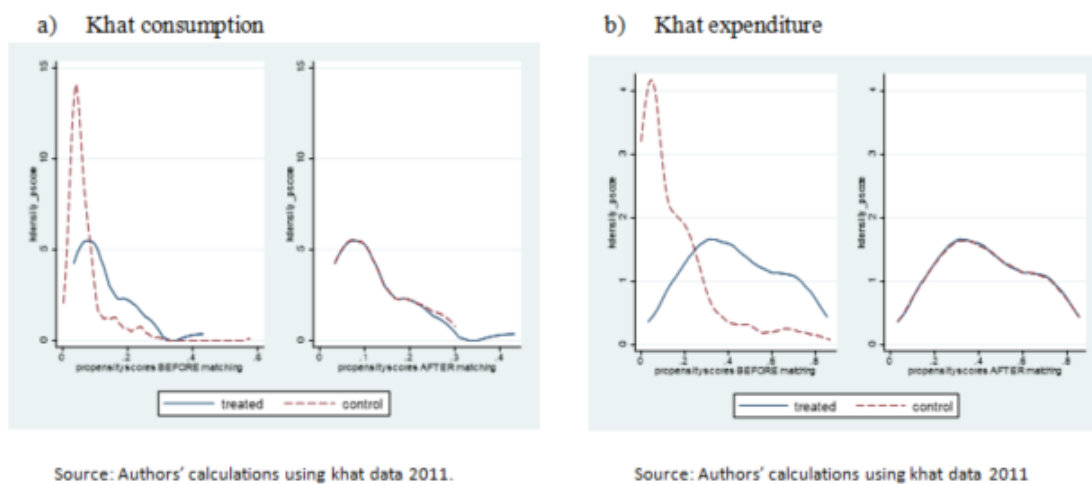 a) Khat consumption
b) Khat expenditure
kdensity_pscore
0 5 10 15
0 .2 .4 .6
propensityscores BEFORE matching
kdensity_pscore
0 5 10 15
0 .1 .2 .3 .4
propensityscores AFTER matching
treated control
kdensity_pscore
0 1 2 3 4
0 .2 .4 .6 .8
propensityscores BEFORE matching
kdensity_pscore
0 1 2 3 4
0 .2 .4 .6 .8
propensityscores AFTER matching
treated control
Source: Authors' calculations using khat data 2011.
Source: Authors' calculations using khat data 2011